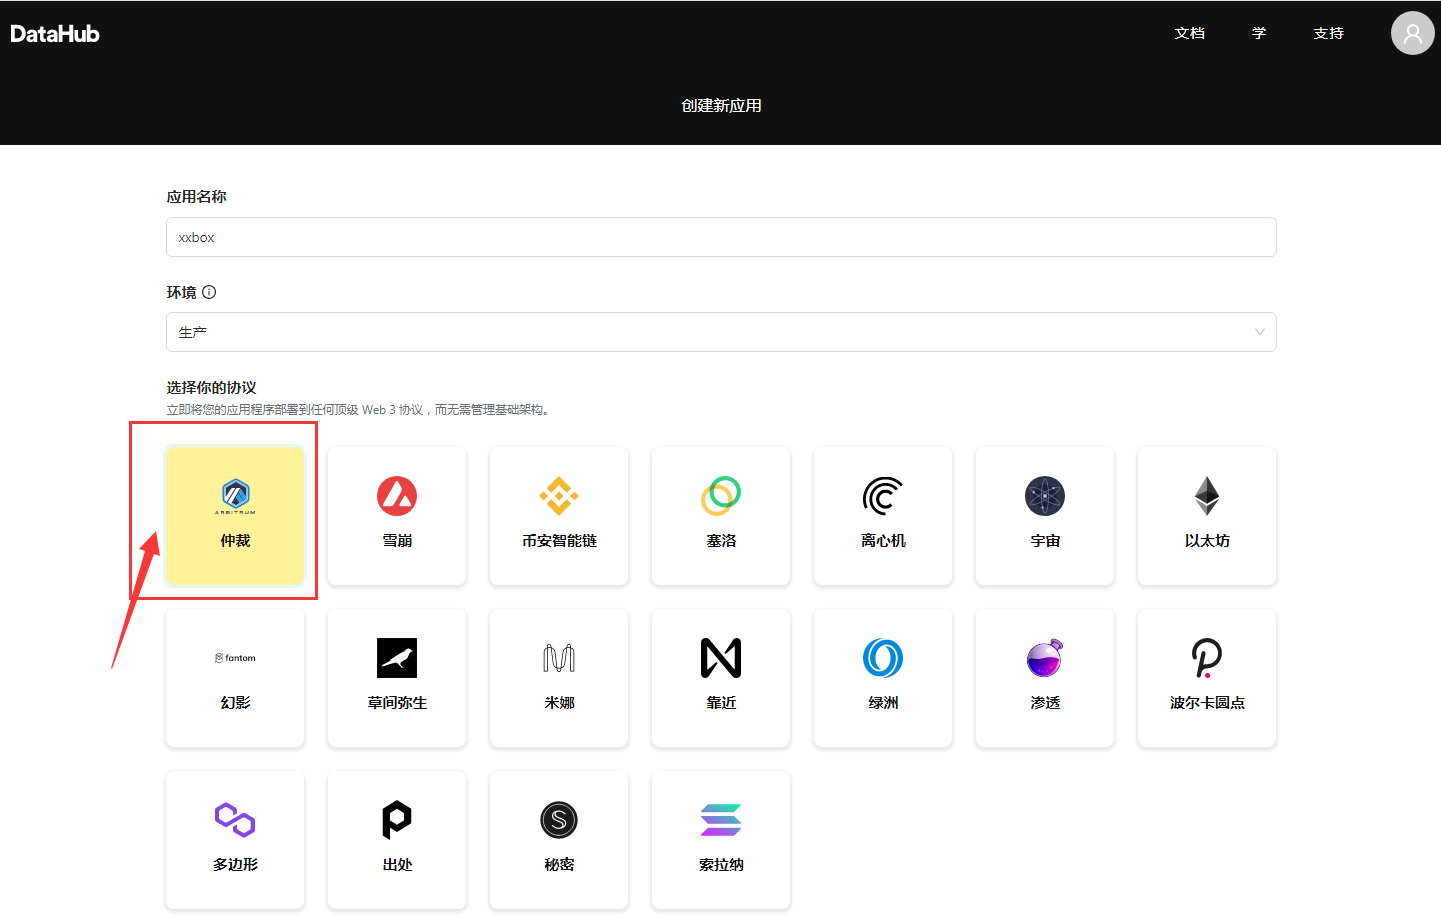 DataHub
文档
学
支持
创建新应用
应用名称
xxbox
环境
生产
选择你的协议
立即将您的应用程序部署到任何顶级 Web 3 协议，而无需管理基础架构。
ARBITRUM
仲裁
雪崩
币安智能链
塞洛
离心机
宇宙
以太坊
fantom
幻影
草间弥生
米娜
靠近
绿洲
渗透
波尔卡圆点
多边形
出处
秘密
索拉纳